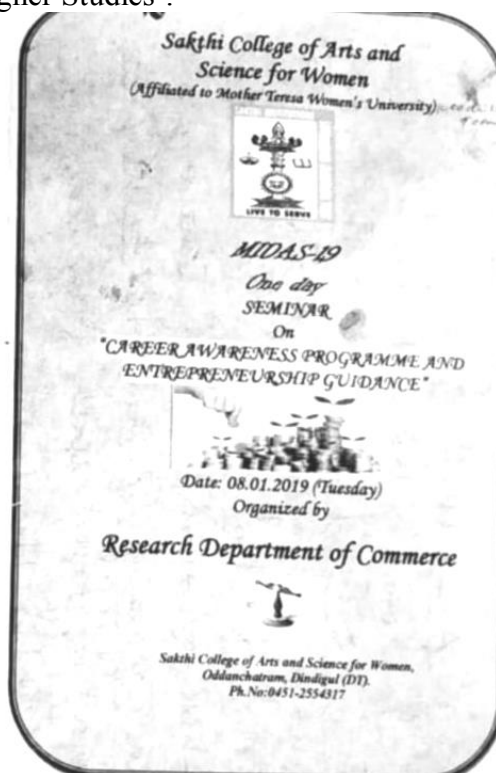 gher Studies".
Sakthi College of Arts and
Science for Women
(Affiliated to Mother Teresa Women's University)
LIVE TO SERVE
MIDAS-19
One day
SEMINAR
On
"CAREER AWARENESS PROGRAMME AND
ENTREPRENEURSHIP GUIDANCE"
Date: 08.01.2019 (Tuesday)
Organized by
Research Department of Commerce
Sakthi College of Arts and Science for Women,
Oddanchatram, Dindigul (DT).
Ph.No:0451-2554317